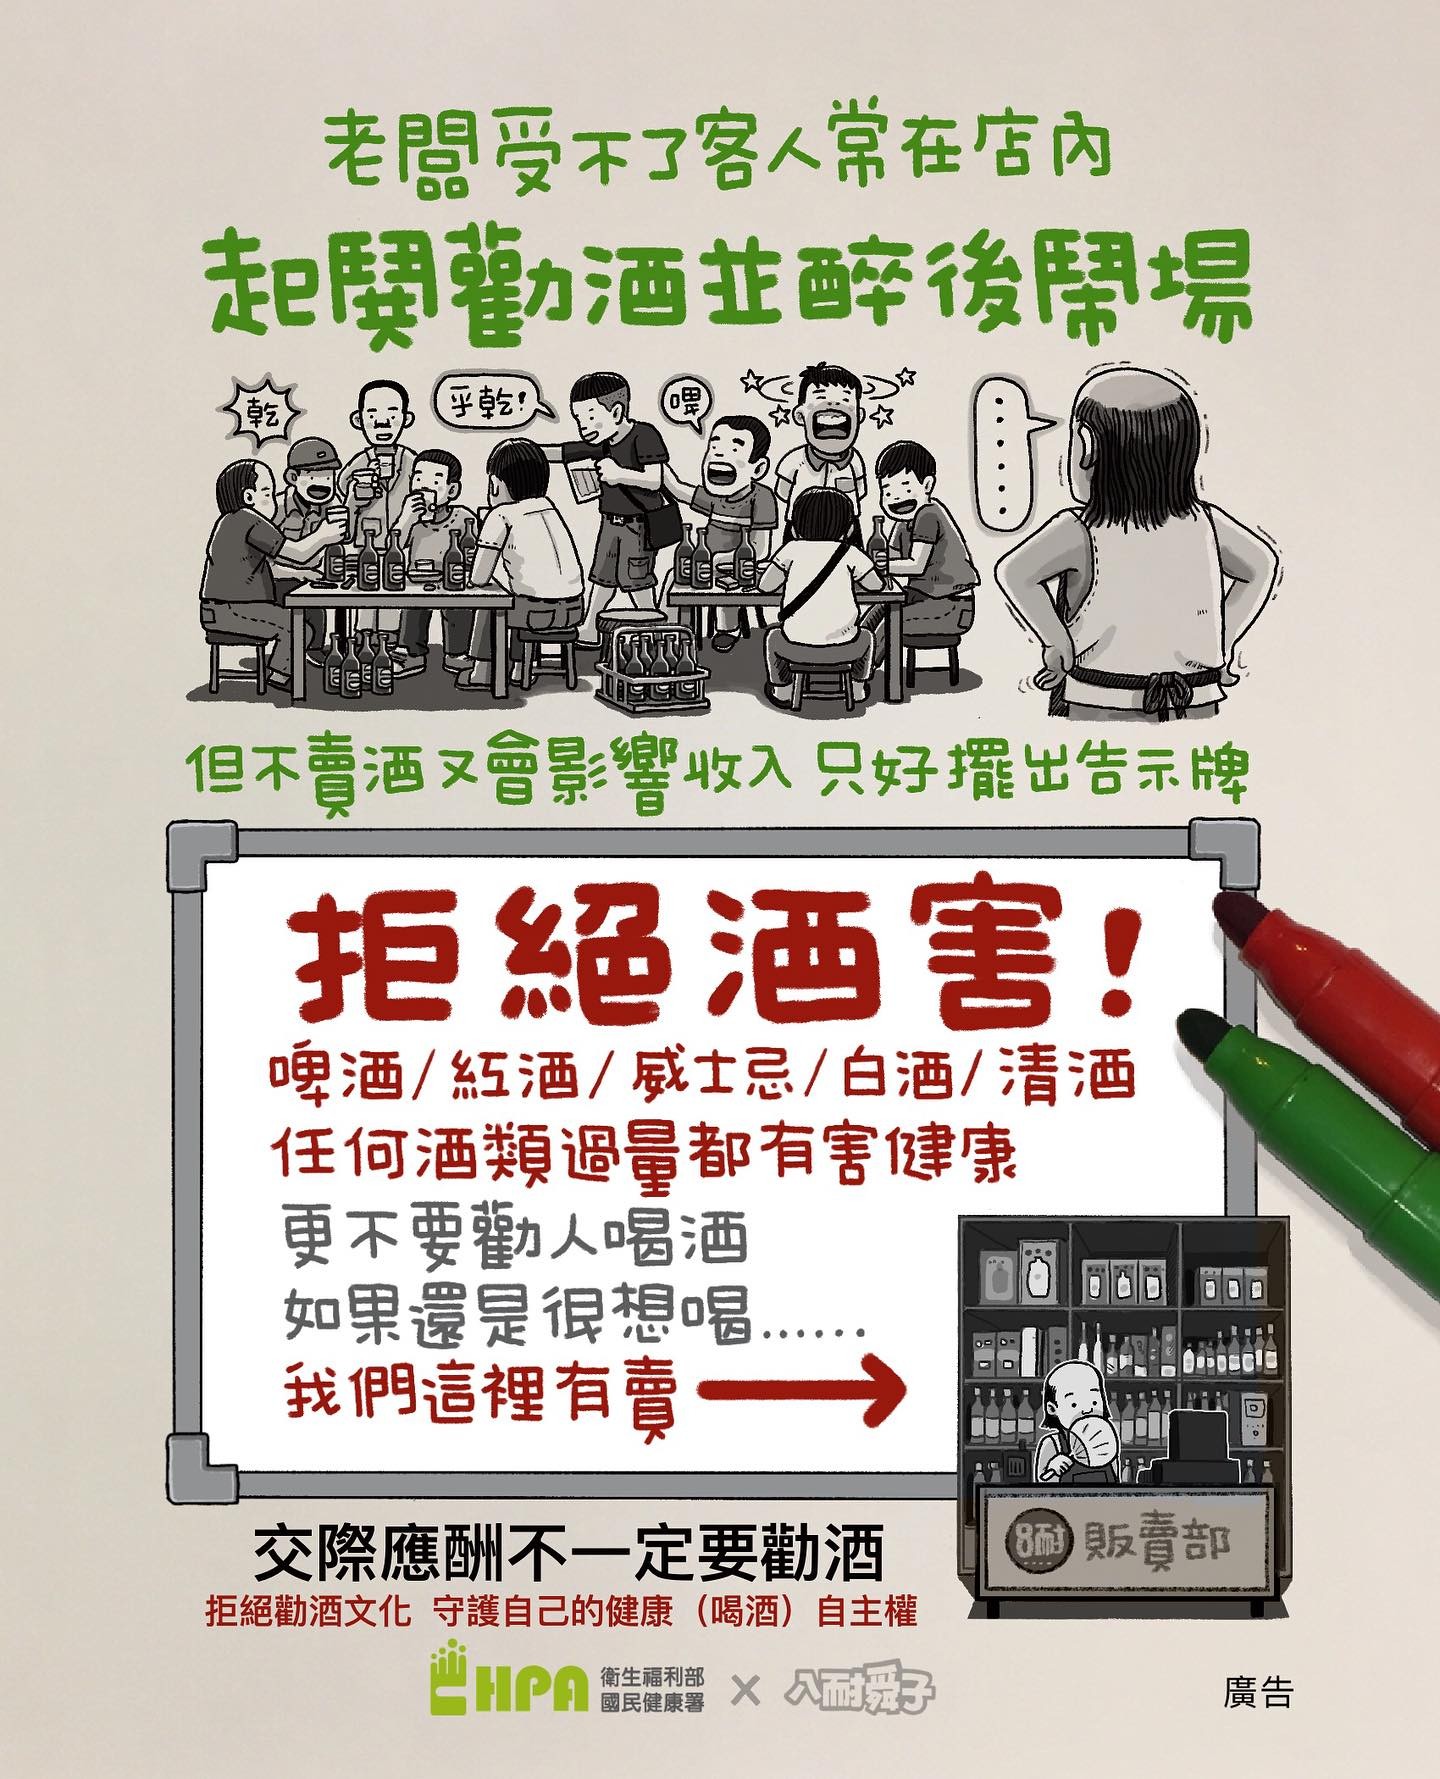 老闆受不了客人常在店內
起鬨勸酒並醉後鬧場
乾
乎乾!
喂
......
但不賣酒又會影響收入 只好擺出告示牌
拒絕酒害!
啤酒/紅酒/威士忌/白酒/清酒
任何酒類過量都有害健康
更不要勸人喝酒
如果還是很想喝......
我們這裡有賣
8耐 販賣部
交際應酬不一定要勸酒
拒絕勸酒文化 守護自己的健康（喝酒）自主權
HPA 衛生福利部 國民健康署 × 八耐舜子
廣告